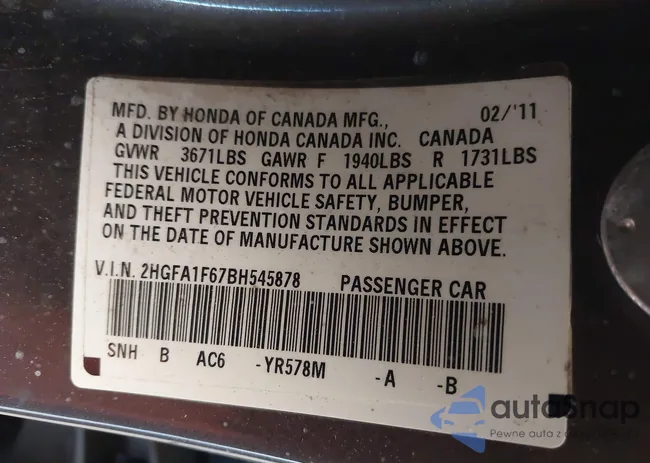 MFD. BY HONDA OF CANADA MFG., 02/'11
A DIVISION OF HONDA CANADA INC. CANADA
GVWR 3671LBS GAWR F 1940LBS R 1731LBS
THIS VEHICLE CONFORMS TO ALL APPLICABLE
FEDERAL MOTOR VEHICLE SAFETY, BUMPER,
AND THEFT PREVENTION STANDARDS IN EFFECT
ON THE DATE OF MANUFACTURE SHOWN ABOVE.
V.I.N. 2HGFA1F67BH545878 PASSENGER CAR
SNH B AC6 -YR578M -A -B
autoSnap
Pewne auta z